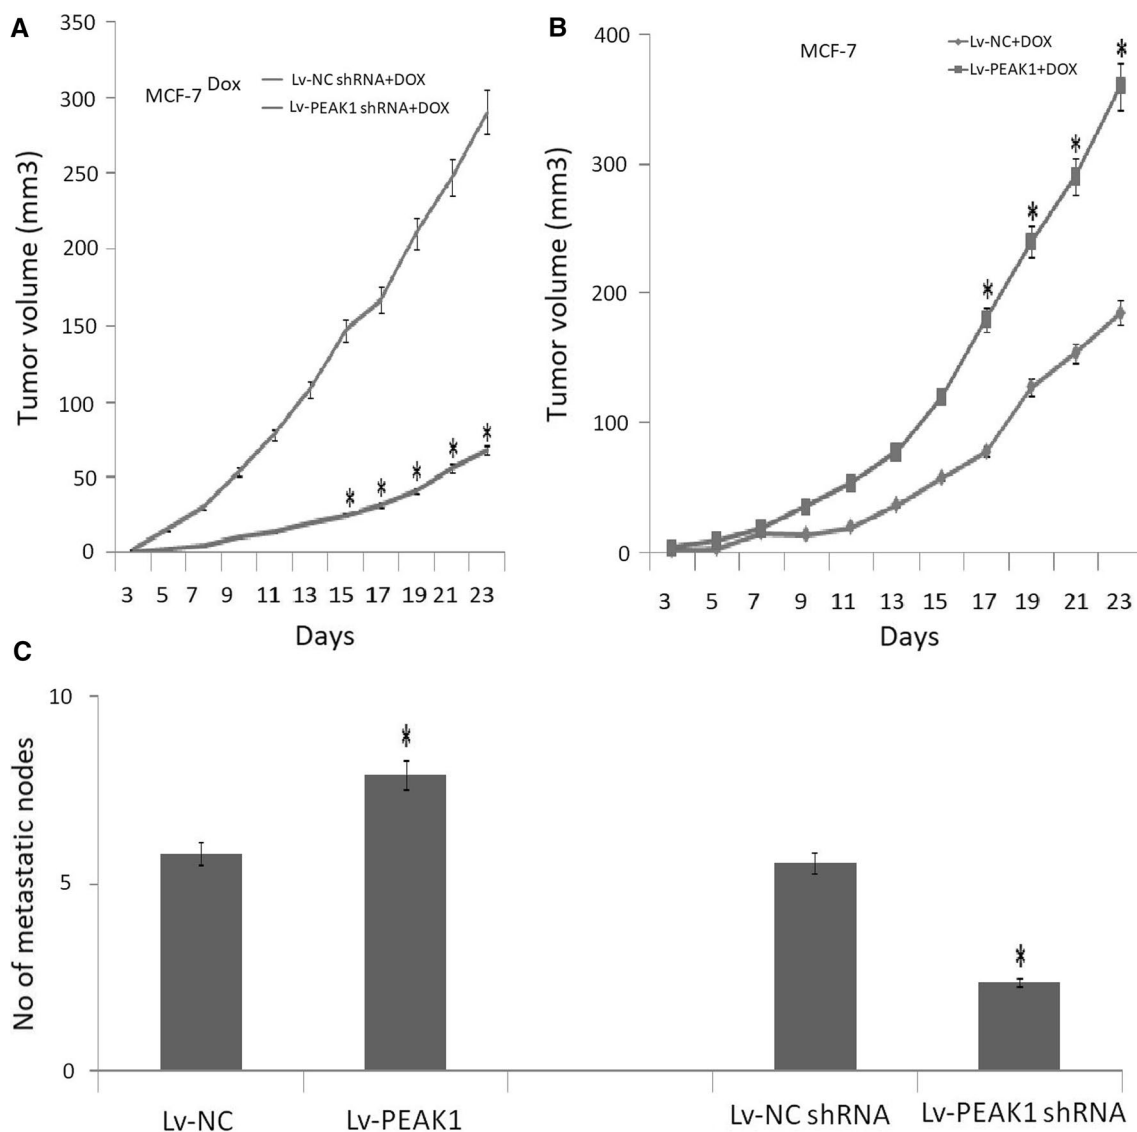 A
350
300
250
200
150
100
50
0
Tumor volume (mm3)
MCF-7 Dox
Lv-NC shRNA+DOX
Lv-PEAK1 shRNA+DOX
3 5 7 9 11 13 15 17 19 21 23
Days
B
400
300
200
100
0
Tumor volume (mm3)
MCF-7
Lv-NC+DOX
Lv-PEAK1+DOX
3 5 7 9 11 13 15 17 19 21 23
Days
C
10
5
0
No of metastatic nodes
Lv-NC
Lv-PEAK1
Lv-NC shRNA
Lv-PEAK1 shRNA